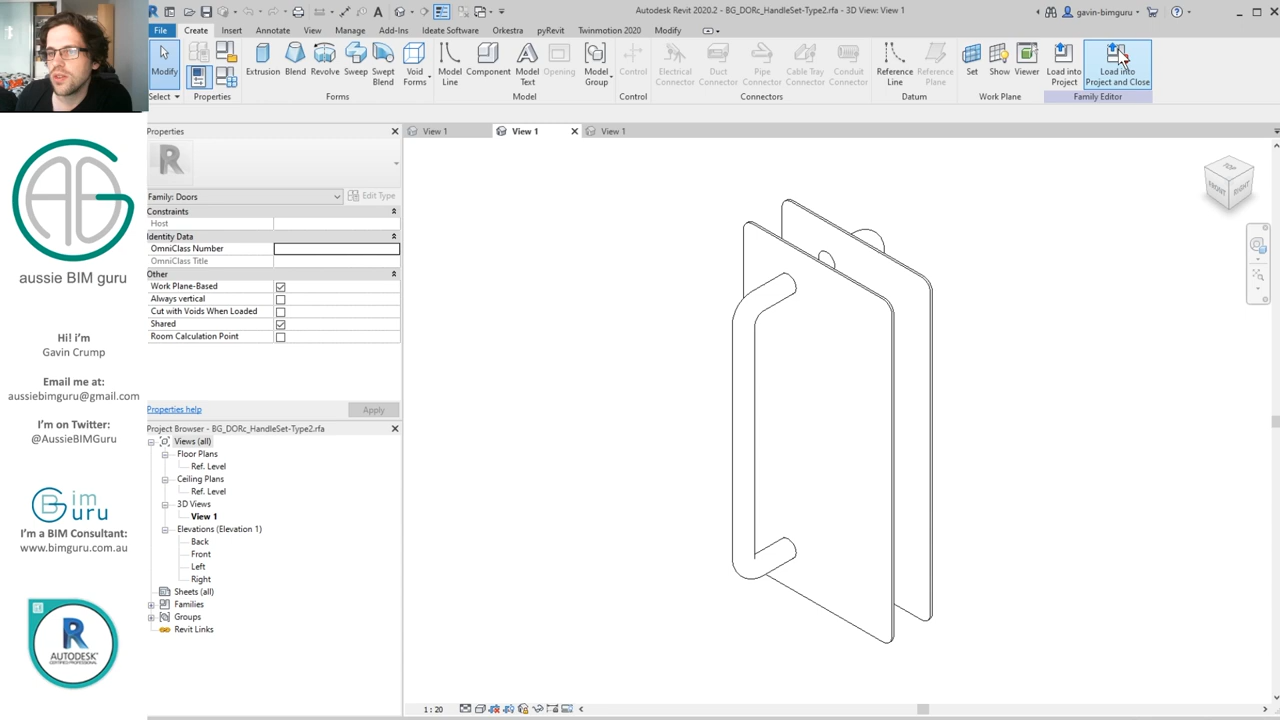 Autodesk Revit 2020.2 - BG_DORc_HandleSet-Type2.rfa - 3D View: View 1
gavin-bimguru
File
Create
Insert
Annotate
View
Manage
Add-Ins
Ideate Software
Orkestra
pyRevit
Twinmotion 2020
Modify
Modify
Extrusion
Blend
Revolve
Sweep
Swept
Blend
Void
Forms
Model
Line
Component
Model
Text
Opening
Model
Group
Control
Electrical
Connector
Duct
Connector
Pipe
Connector
Cable Tray
Connector
Conduit
Connector
Reference
Line
Reference
Plane
Set
Show
Viewer
Load into
Project
Load into
Project and Close
Select
Properties
Forms
Model
Control
Connectors
Datum
Work Plane
Family Editor
Properties
View 1
View 1
View 1
R
Family: Doors
Edit Type
Constraints
Host
Identity Data
OmniClass Number
OmniClass Title
Other
Work Plane-Based
Always vertical
Cut with Voids When Loaded
Shared
Room Calculation Point
Properties help
Apply
Project Browser - BG_DORc_HandleSet-Type2.rfa
Views (all)
Floor Plans
Ref. Level
Ceiling Plans
Ref. Level
3D Views
View 1
Elevations (Elevation 1)
Back
Front
Left
Right
Sheets (all)
Families
Groups
Revit Links
TOP
FRONT
RIGHT
1 : 20
aussie BIM guru
Hi! i'm
Gavin Crump
Email me at:
aussiebimguru@gmail.com
I'm on Twitter:
@AussieBIMGuru
Bim
Guru
I'm a BIM Consultant:
www.bimguru.com.au
R
AUTODESK
CERTIFIED PROFESSIONAL